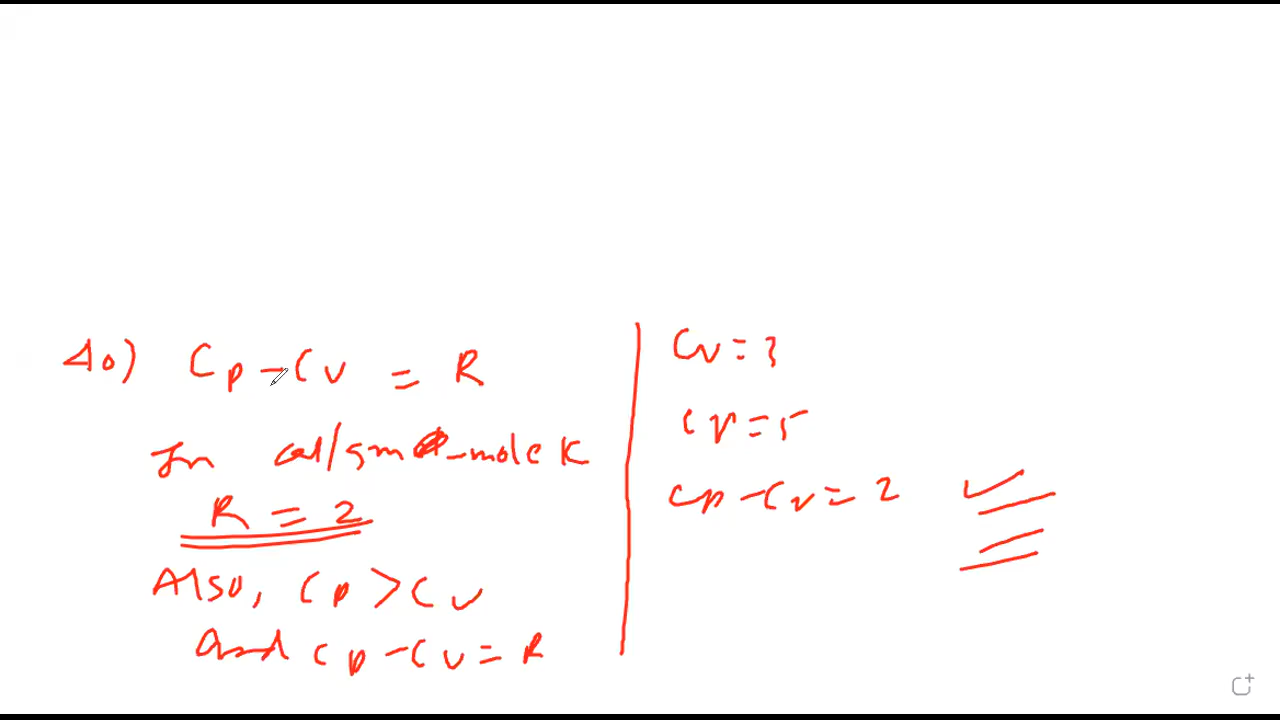 40) Cp - Cv = R
In cal/gm-mole K
R = 2
Also, Cp > Cv
and Cp - Cv = R
Cv = 3
Cv = 5
Cp - Cv = 2